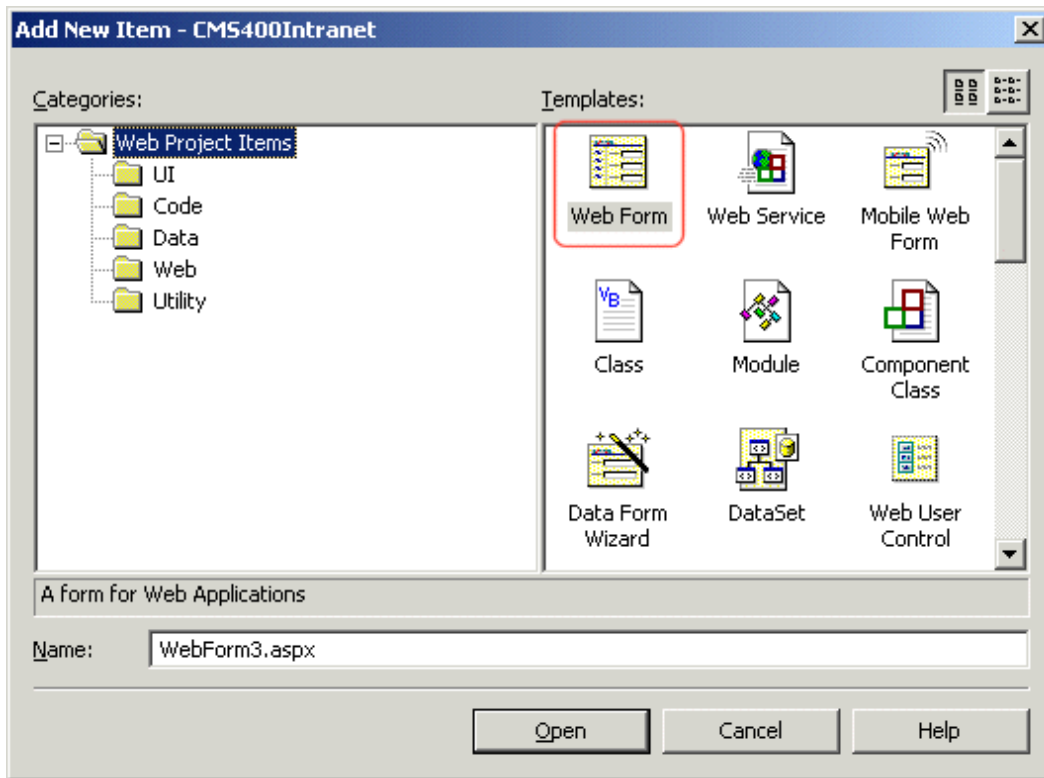 Add New Item - CMS400Intranet
Categories:
Templates:
Web Project Items
UI
Code
Data
Web
Utility
Web Form
Web Service
Mobile Web
Form
VB
Class
Module
Component
Class
Data Form
Wizard
DataSet
Web User
Control
A form for Web Applications
Name:
WebForm3.aspx
Open
Cancel
Help